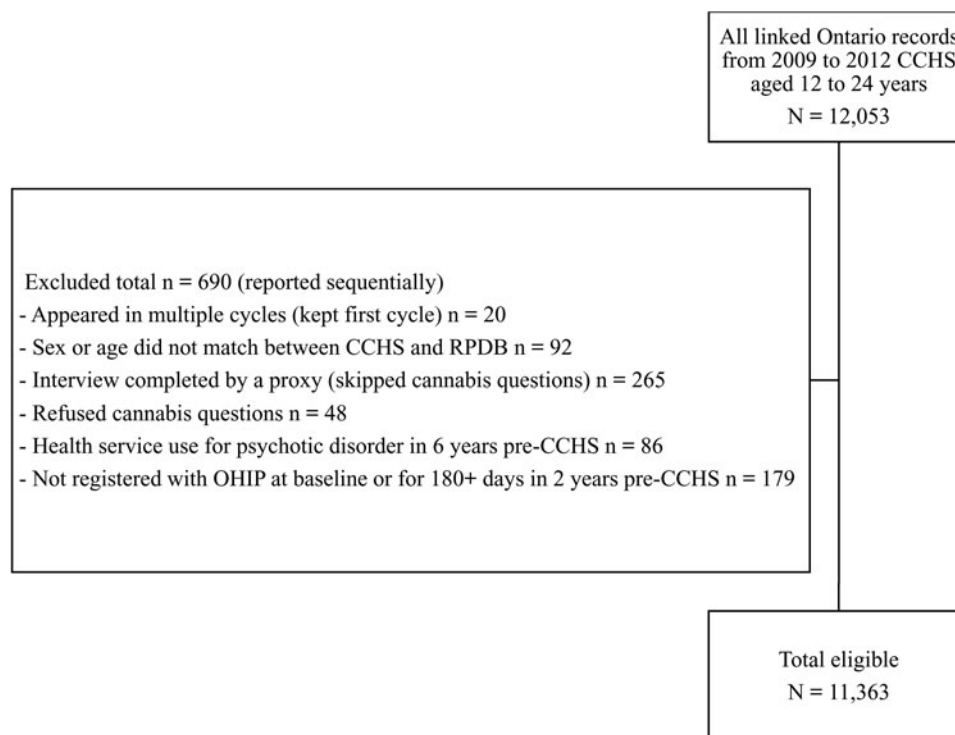 All linked Ontario records
from 2009 to 2012 CCHS
aged 12 to 24 years
N = 12,053
Excluded total n = 690 (reported sequentially)
- Appeared in multiple cycles (kept first cycle) n = 20
- Sex or age did not match between CCHS and RPDB n = 92
- Interview completed by a proxy (skipped cannabis questions) n = 265
- Refused cannabis questions n = 48
- Health service use for psychotic disorder in 6 years pre-CCHS n = 86
- Not registered with OHIP at baseline or for 180+ days in 2 years pre-CCHS n = 179
Total eligible
N = 11,363